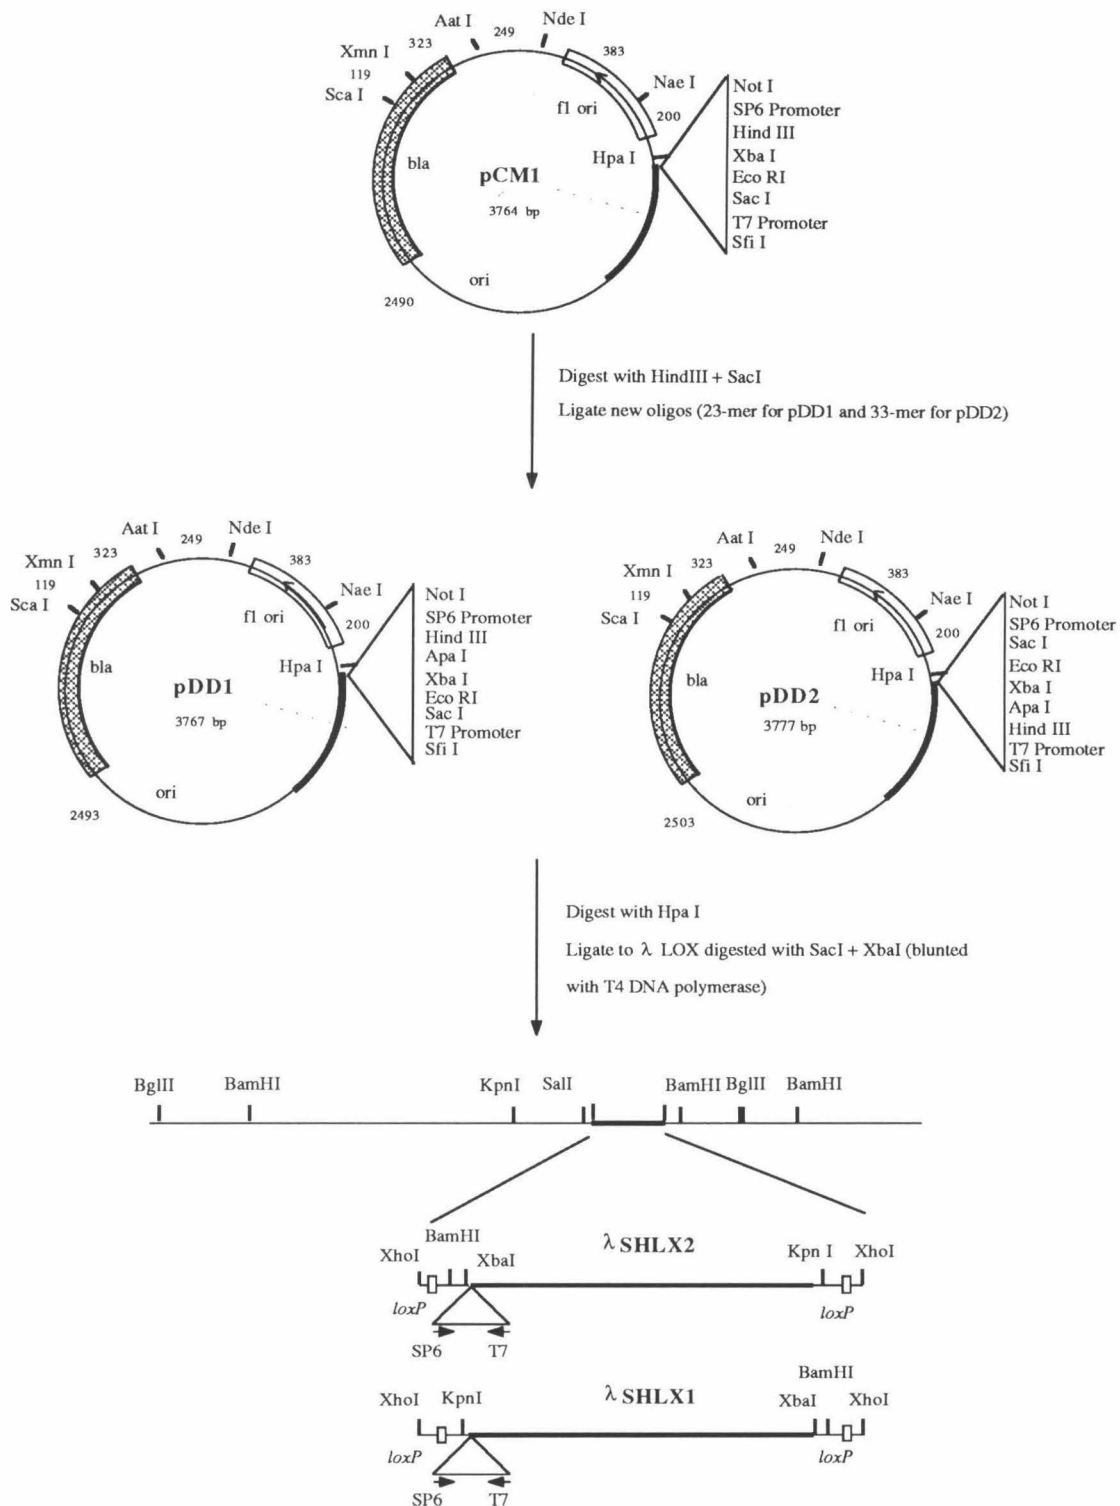 Aat I
249
Nde I
Xmn I
323
383
119
Sca I
Nae I
f1 ori
200
bla
Hpa I
pCM1
3764 bp
ori
2490
Not I
SP6 Promoter
Hind III
Xba I
Eco RI
Sac I
T7 Promoter
Sfi I
Digest with HindIII + SacI
Ligate new oligos (23-mer for pDD1 and 33-mer for pDD2)
Aat I
249
Nde I
Xmn I
323
383
119
Sca I
Nae I
f1 ori
200
bla
Hpa I
pDD1
3767 bp
ori
2493
Not I
SP6 Promoter
Hind III
Apa I
Xba I
Eco RI
Sac I
T7 Promoter
Sfi I
Aat I
249
Nde I
Xmn I
323
383
119
Sca I
Nae I
f1 ori
200
bla
Hpa I
pDD2
3777 bp
ori
2503
Not I
SP6 Promoter
Sac I
Eco RI
Xba I
Apa I
Hind III
T7 Promoter
Sfi I
Digest with Hpa I
Ligate to λ LOX digested with SacI + XbaI (blunted
with T4 DNA polymerase)
BglII BamHI KpnI SalI BamHI BglII BamHI
λ SHLX2
XhoI BamHI XbaI Kpn I XhoI
loxP loxP
SP6 T7
λ SHLX1
XhoI KpnI XbaI BamHI XhoI
loxP loxP
SP6 T7